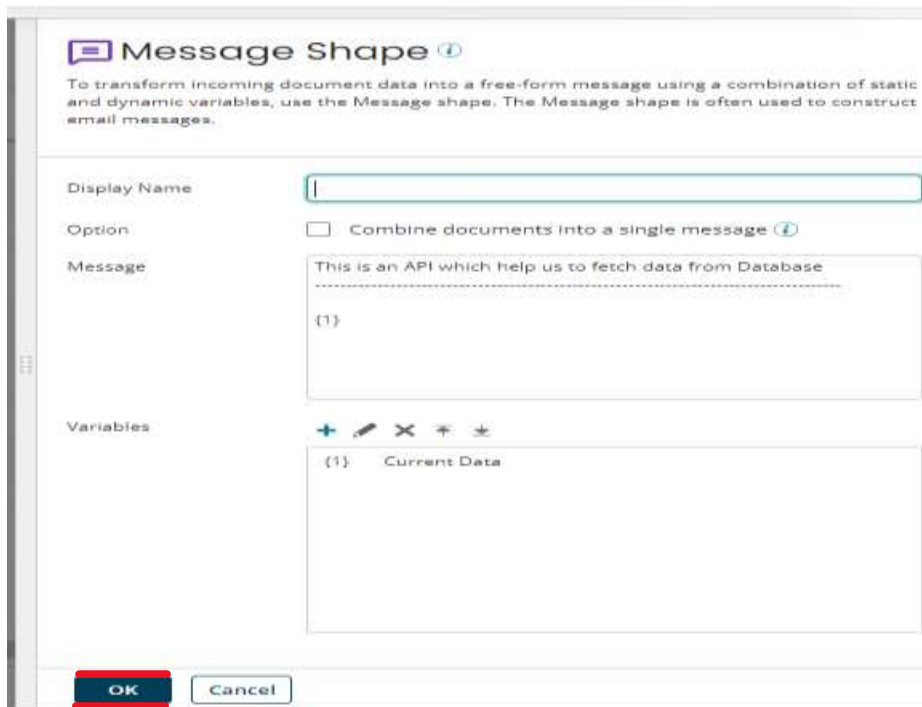 Message Shape
To transform incoming document data into a free-form message using a combination of static
and dynamic variables, use the Message shape. The Message shape is often used to construct
email messages.
Display Name
Option
Combine documents into a single message
Message
This is an API which help us to fetch data from Database
--------------------------------------------------------------------------------
{1}
Variables
{1} Current Data
OK
Cancel